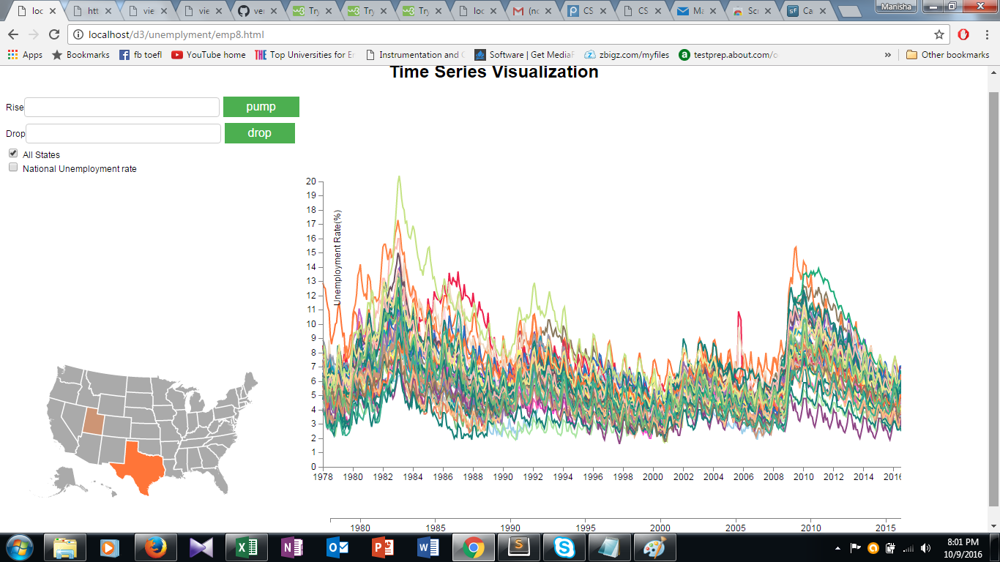 Manisha
loc
htt
vie
vie
ver
Try
Try
Try
loc
(nc
CS
CS
Ma
Scr
Ca
localhost/d3/unemplyment/emp8.html
Apps
Bookmarks
fb toefl
YouTube home
THE Top Universities for E
Instrumentation and
Software | Get MediaF
zbigz.com/myfiles
a testprep.about.com/o
»
Other bookmarks
Time Series Visualization
Rise
pump
Drop
drop
All States
National Unemployment rate
Unemployment Rate(%)
20
19
18
17
16
15
14
13
12
11
10
9
8
7
6
5
4
3
2
1
0
1978 1980 1982 1984 1986 1988 1990 1992 1994 1996 1998 2000 2002 2004 2006 2008 2010 2012 2014 2016
1980 1985 1990 1995 2000 2005 2010 2015
8:01 PM
10/9/2016